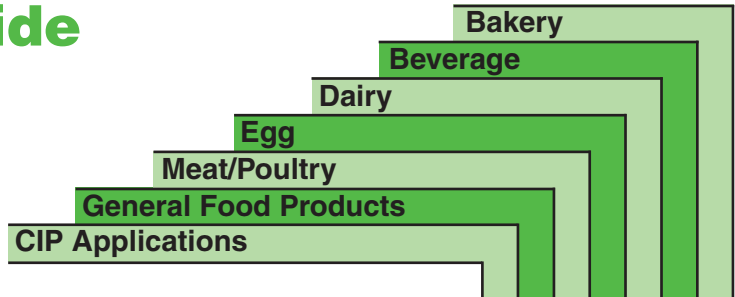 ide
Bakery
Beverage
Dairy
Egg
Meat/Poultry
General Food Products
CIP Applications